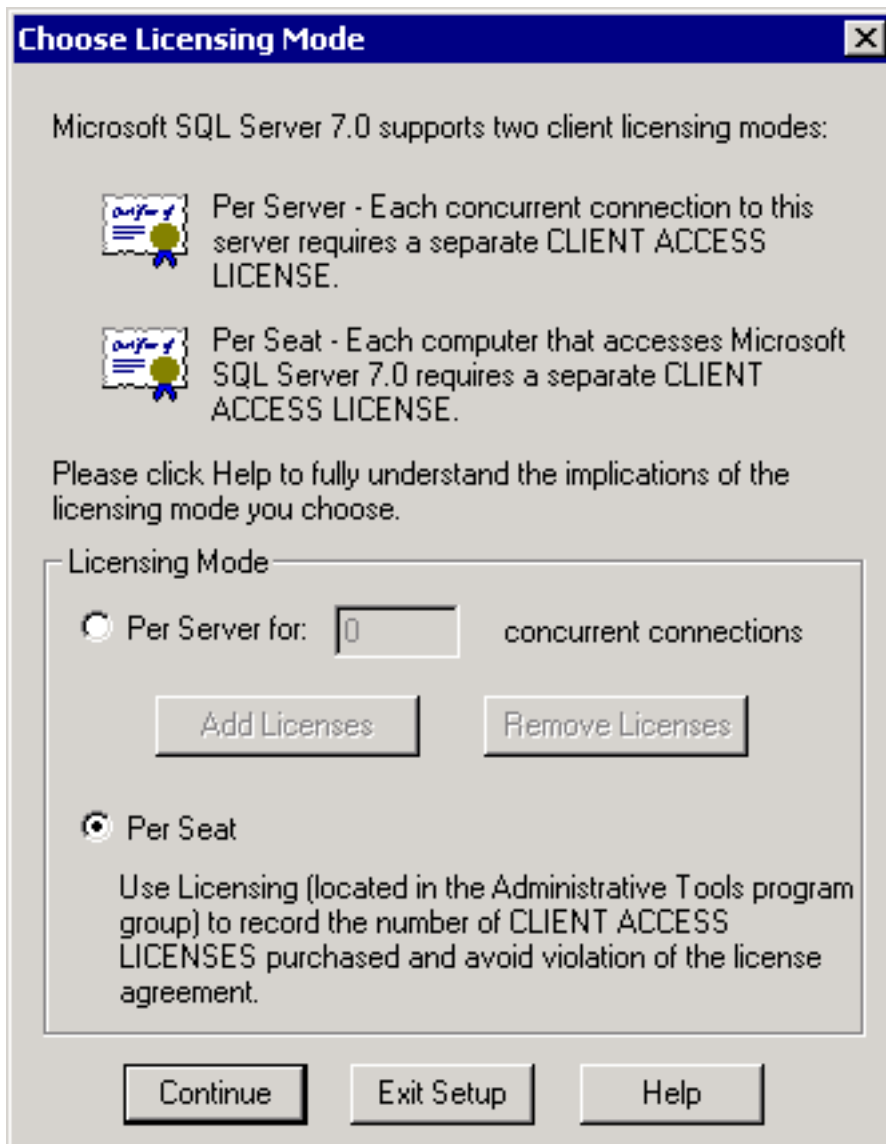 Choose Licensing Mode
Microsoft SQL Server 7.0 supports two client licensing modes:
Per Server - Each concurrent connection to this
server requires a separate CLIENT ACCESS
LICENSE.
Per Seat - Each computer that accesses Microsoft
SQL Server 7.0 requires a separate CLIENT
ACCESS LICENSE.
Please click Help to fully understand the implications of the
licensing mode you choose.
Licensing Mode
Per Server for: 0 concurrent connections
Add Licenses Remove Licenses
Per Seat
Use Licensing (located in the Administrative Tools program
group) to record the number of CLIENT ACCESS
LICENSES purchased and avoid violation of the license
agreement.
Continue Exit Setup Help